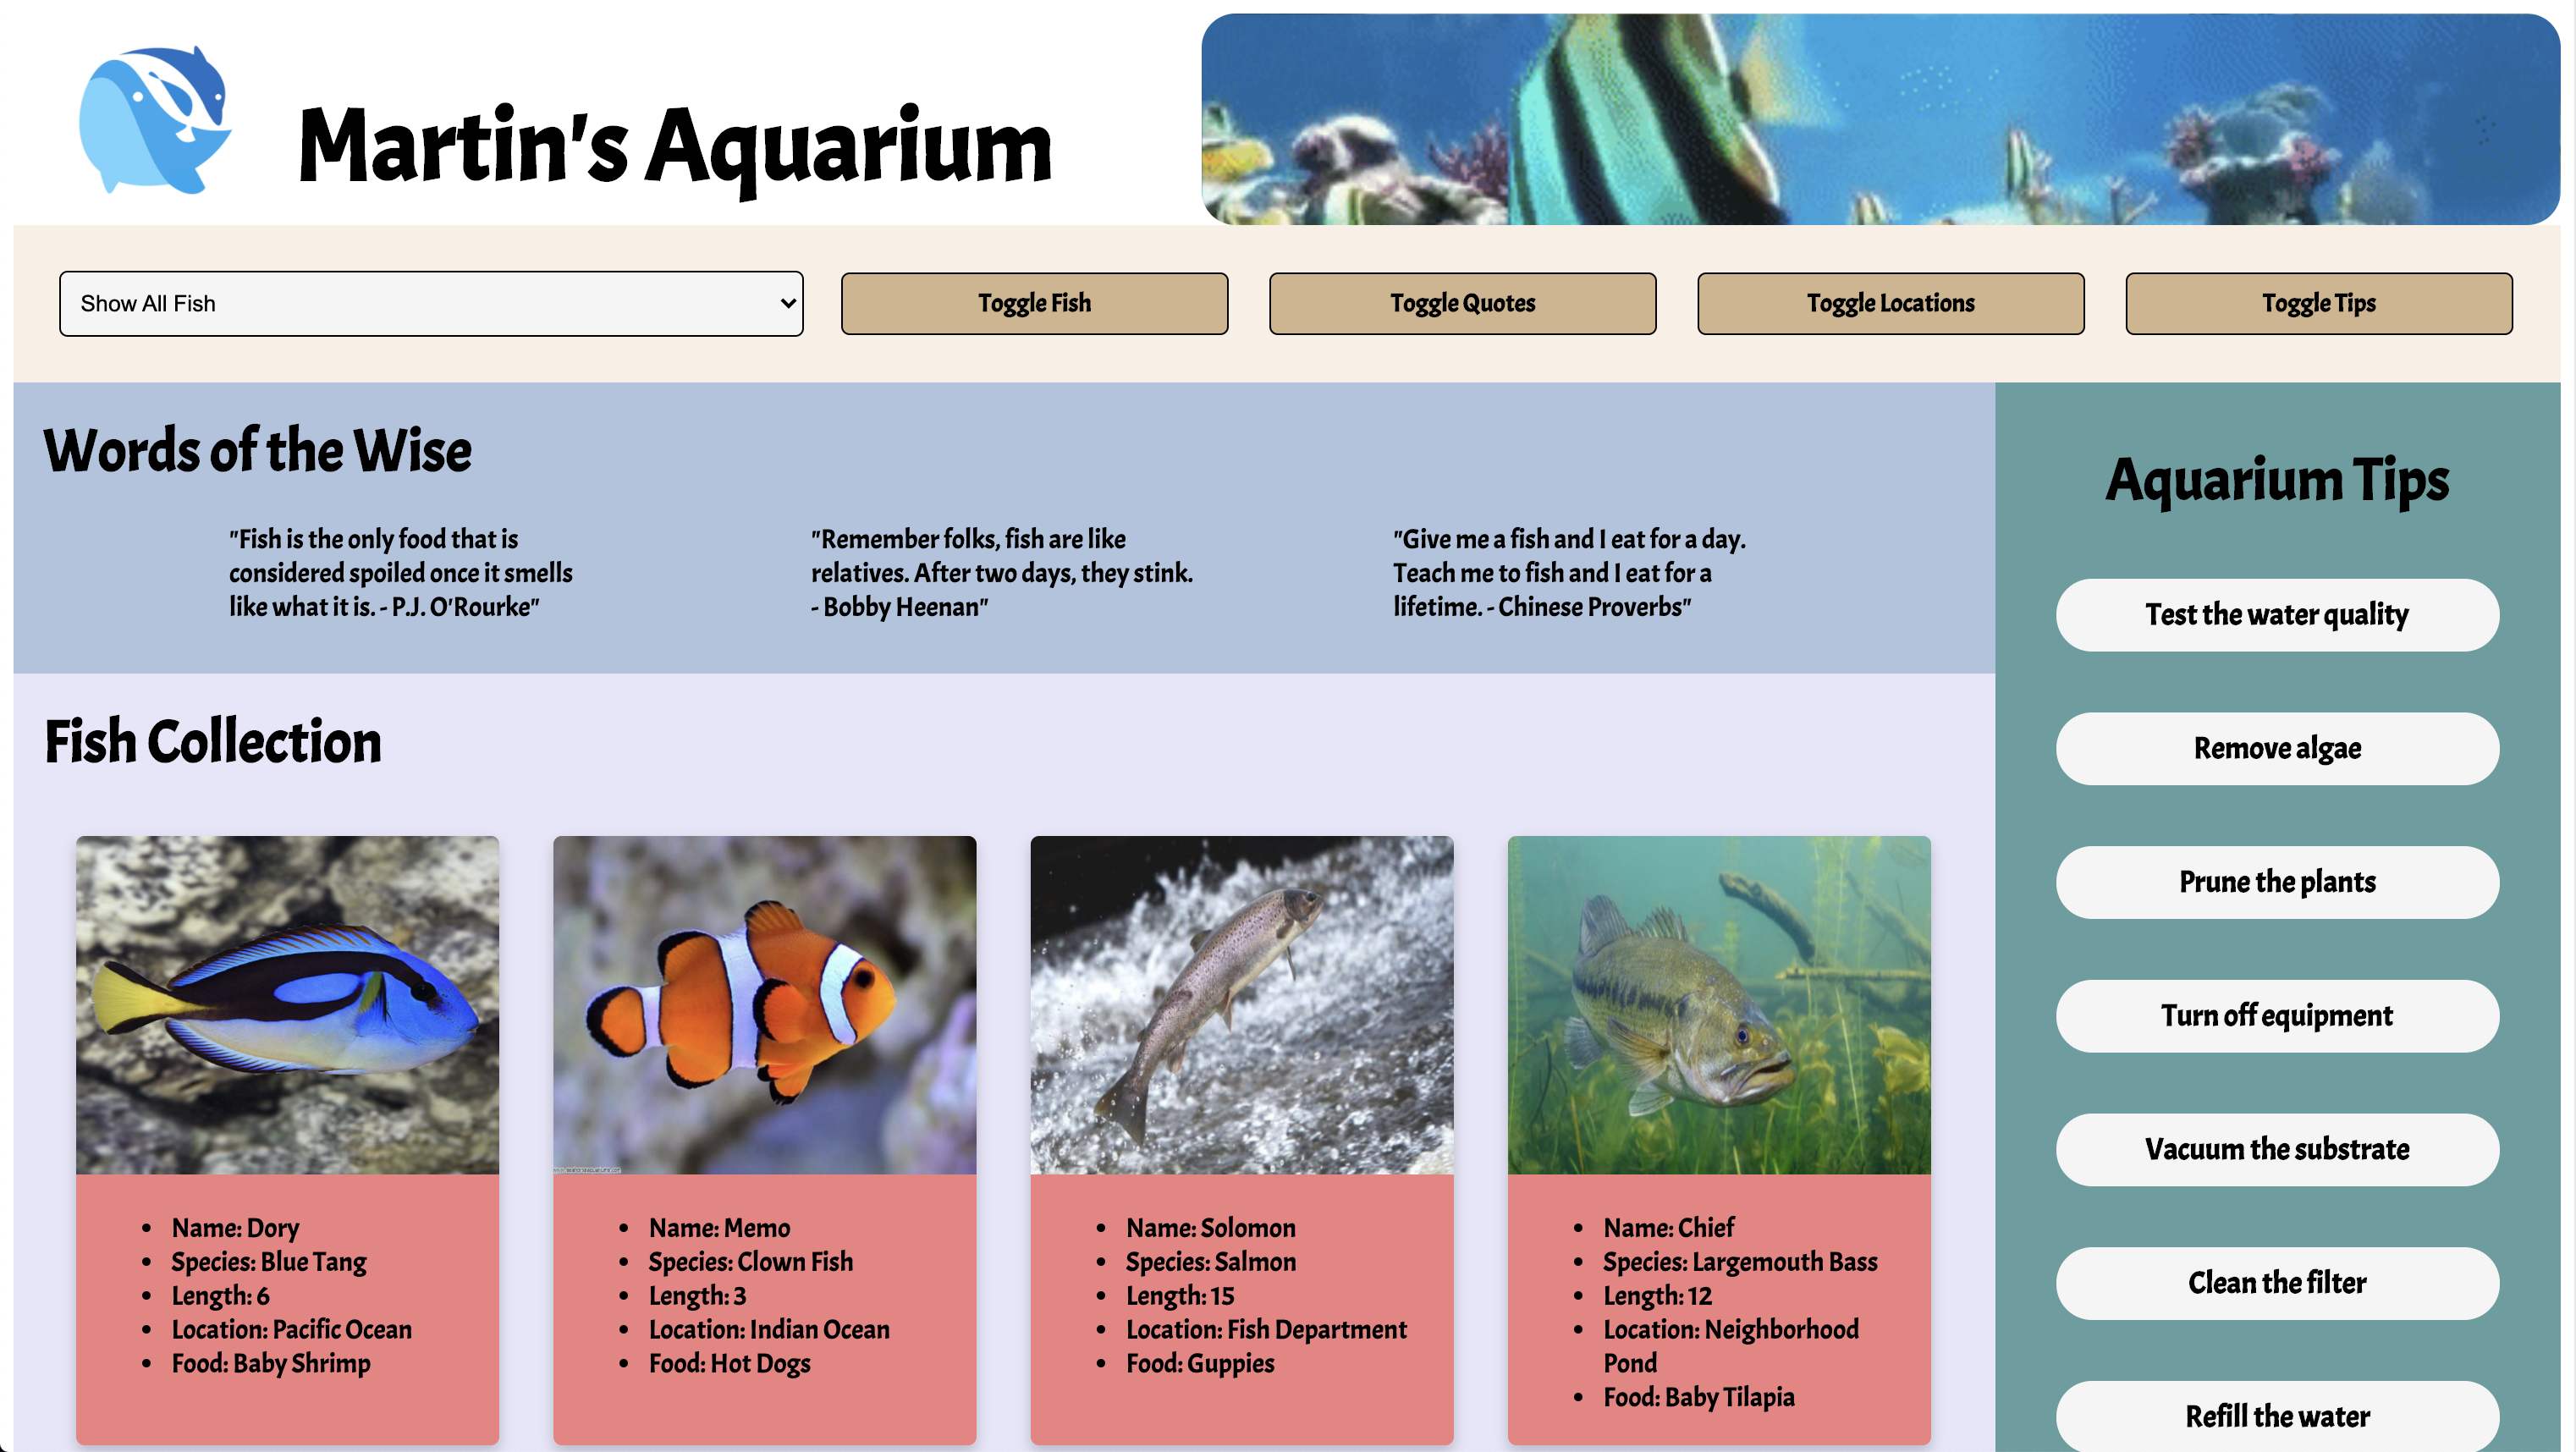 Martin's Aquarium
Show All Fish
Toggle Fish
Toggle Quotes
Toggle Locations
Toggle Tips
Words of the Wise
"Fish is the only food that is
considered spoiled once it smells
like what it is. - P.J. O'Rourke"
"Remember folks, fish are like
relatives. After two days, they stink.
- Bobby Heenan"
"Give me a fish and I eat for a day.
Teach me to fish and I eat for a
lifetime. - Chinese Proverbs"
Fish Collection
Name: Dory
Species: Blue Tang
Length: 6
Location: Pacific Ocean
Food: Baby Shrimp
Name: Memo
Species: Clown Fish
Length: 3
Location: Indian Ocean
Food: Hot Dogs
Name: Solomon
Species: Salmon
Length: 15
Location: Fish Department
Food: Guppies
Name: Chief
Species: Largemouth Bass
Length: 12
Location: Neighborhood
Pond
Food: Baby Tilapia
Aquarium Tips
Test the water quality
Remove algae
Prune the plants
Turn off equipment
Vacuum the substrate
Clean the filter
Refill the water